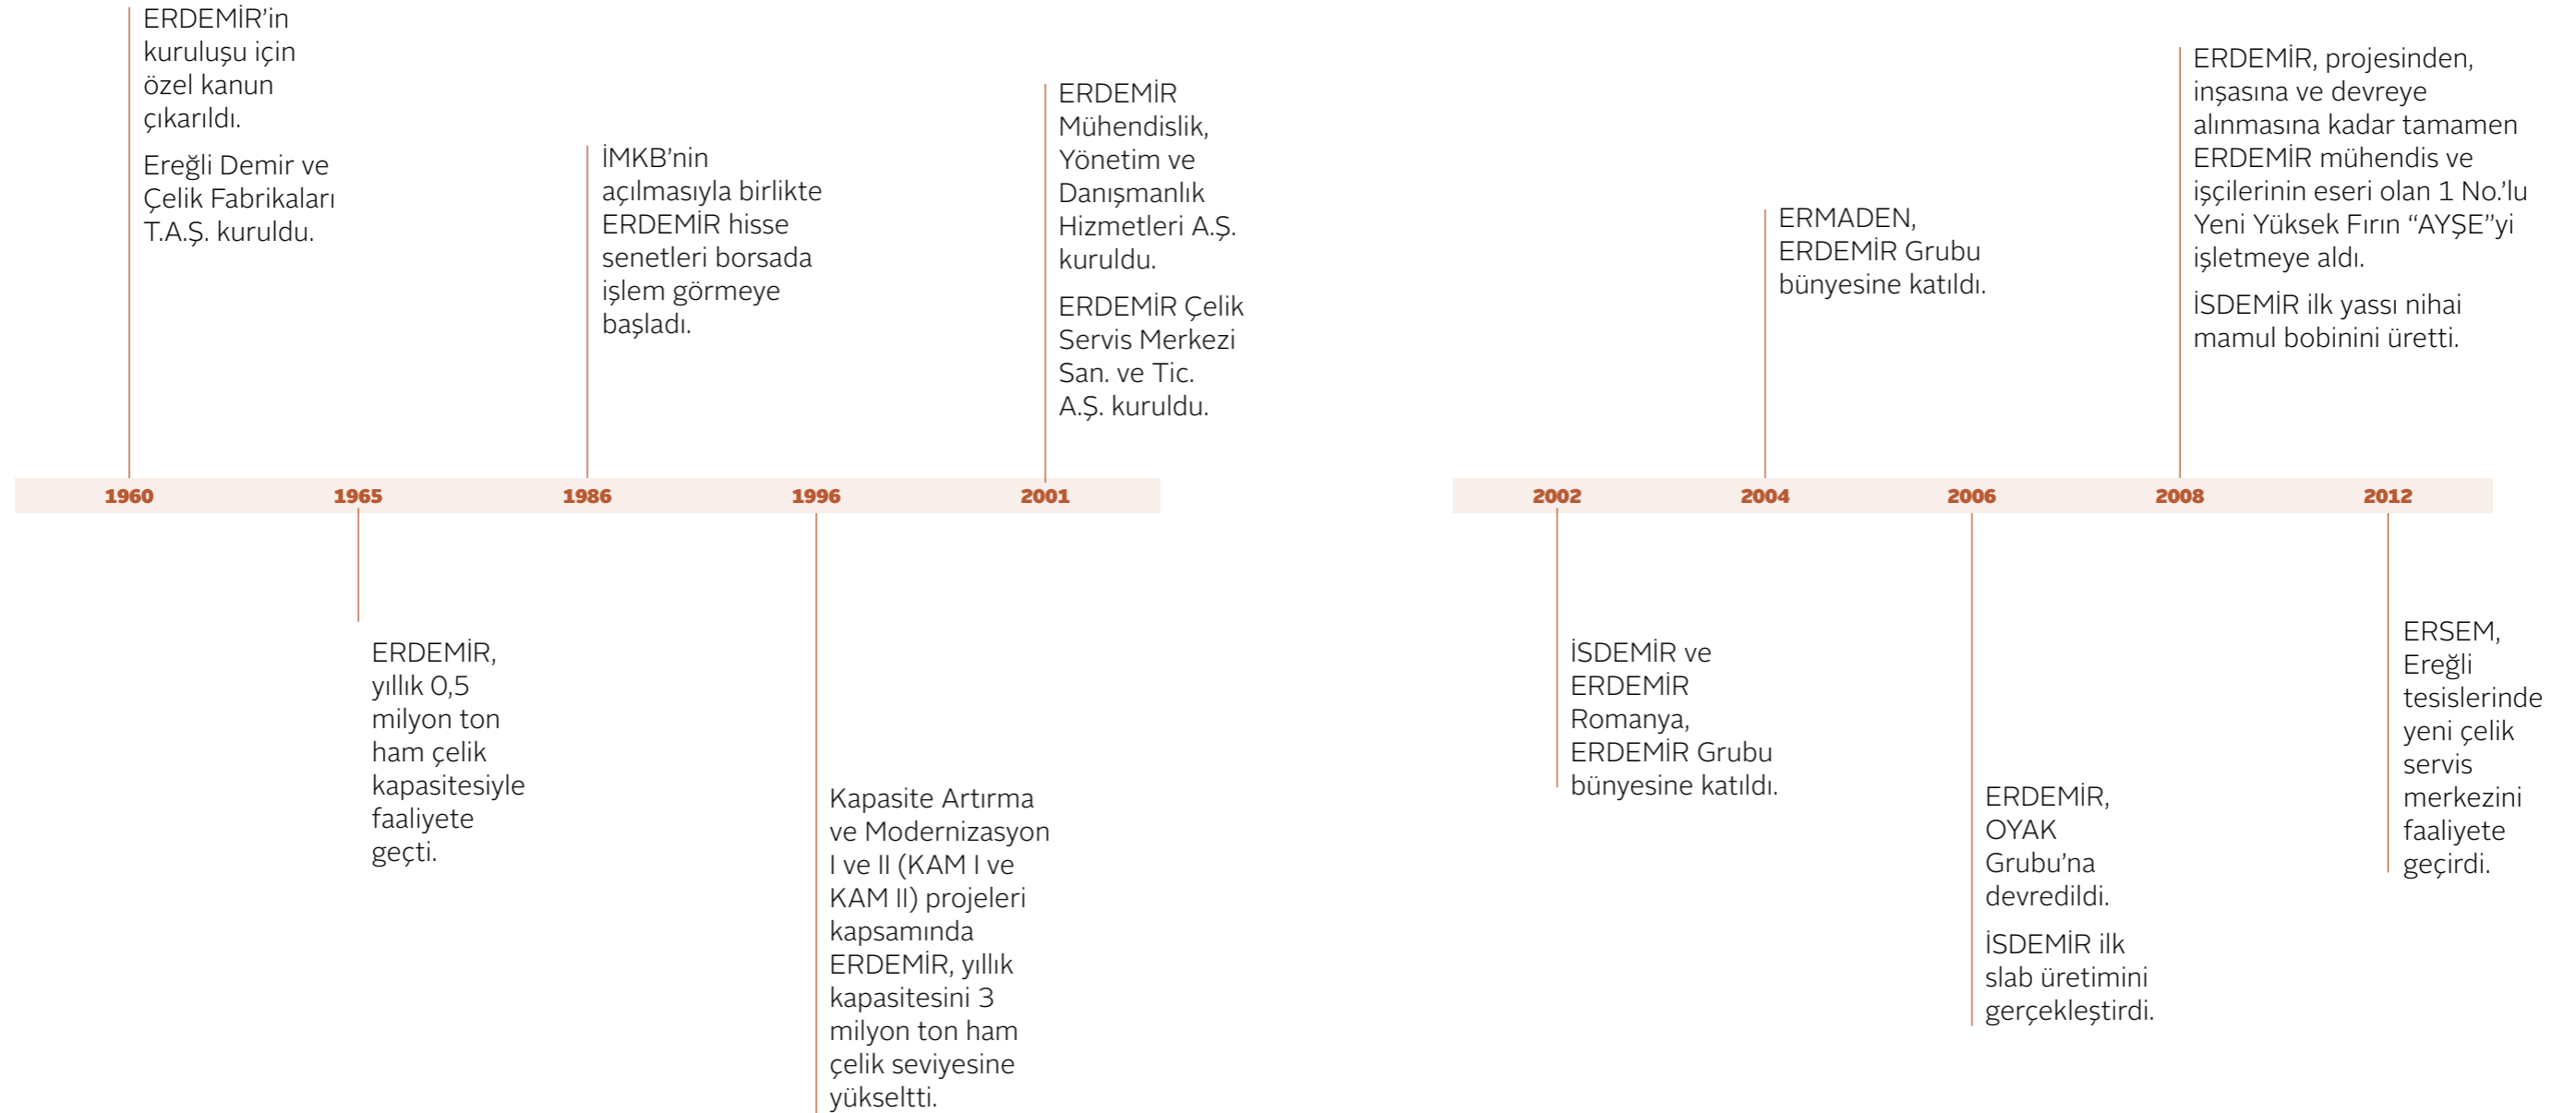 ERDEMİR’in
kuruluşu için
özel kanun
çıkarıldı.
Ereğli Demir ve
Çelik Fabrikaları
T.A.Ş. kuruldu.
İMKB’nin
açılmasıyla birlikte
ERDEMİR hisse
senetleri borsada
işlem görmeye
başladı.
ERDEMİR
Mühendislik,
Yönetim ve
Danışmanlık
Hizmetleri A.Ş.
kuruldu.
ERDEMİR Çelik
Servis Merkezi
San. ve Tic.
A.Ş. kuruldu.
1960
1965
1986
1996
2001
ERDEMİR,
yıllık 0,5
milyon ton
ham çelik
kapasitesiyle
faaliyete
geçti.
Kapasite Artırma
ve Modernizasyon
I ve II (KAM I ve
KAM II) projeleri
kapsamında
ERDEMİR, yıllık
kapasitesini 3
milyon ton ham
çelik seviyesine
yükseltti.
ERMADEN,
ERDEMİR Grubu
bünyesine katıldı.
ERDEMİR, projesinden,
inşasına ve devreye
alınmasına kadar tamamen
ERDEMİR mühendis ve
işçilerinin eseri olan 1 No.’lu
Yeni Yüksek Fırın “AYŞE”yi
işletmeye aldı.
İSDEMİR ilk yassı nihai
mamul bobinini üretti.
2002
2004
2006
2008
2012
İSDEMİR ve
ERDEMİR
Romanya,
ERDEMİR Grubu
bünyesine katıldı.
ERDEMİR,
OYAK
Grubu’na
devredildi.
İSDEMİR ilk
slab üretimini
gerçekleştirdi.
ERSEM,
Ereğli
tesislerinde
yeni çelik
servis
merkezini
faaliyete
geçirdi.